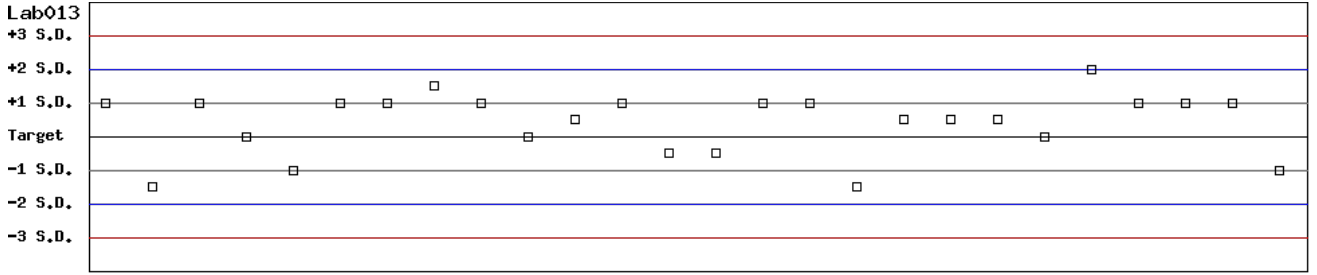 Lab013
+3 S.D.
+2 S.D.
+1 S.D.
Target
-1 S.D.
-2 S.D.
-3 S.D.